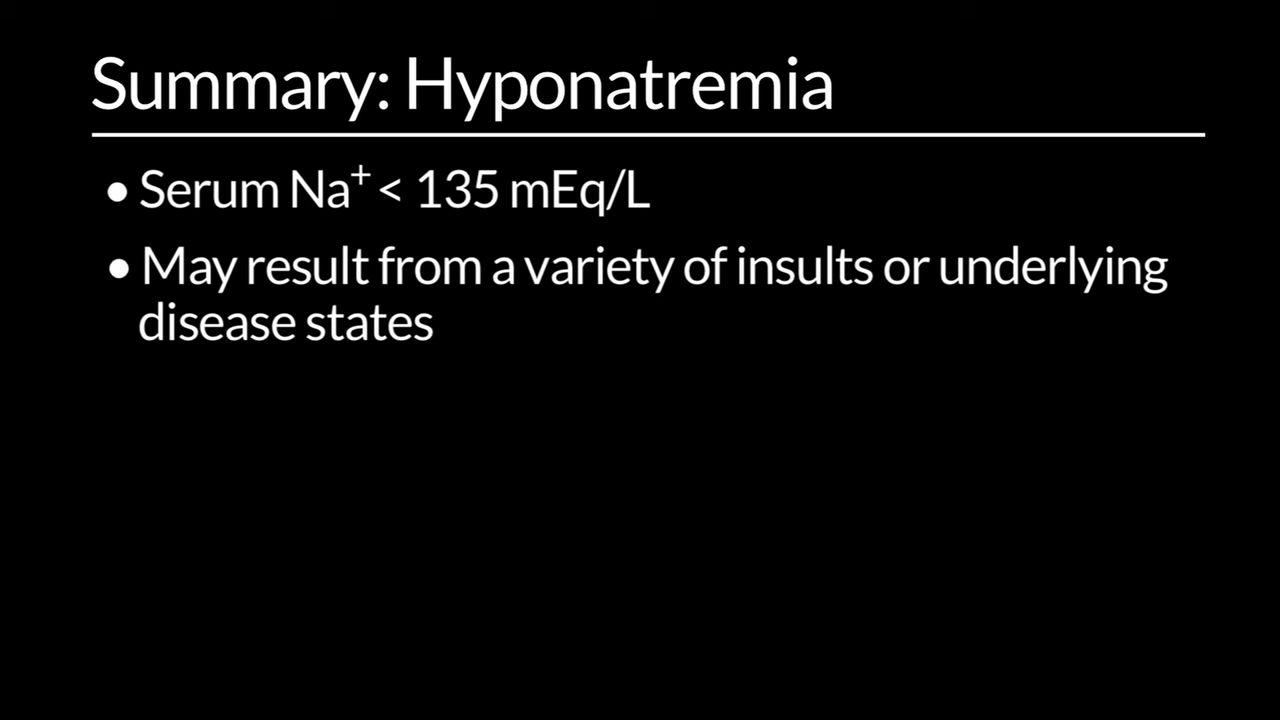 Summary: Hyponatremia
• Serum Na⁺ < 135 mEq/L
• May result from a variety of insults or underlying
disease states